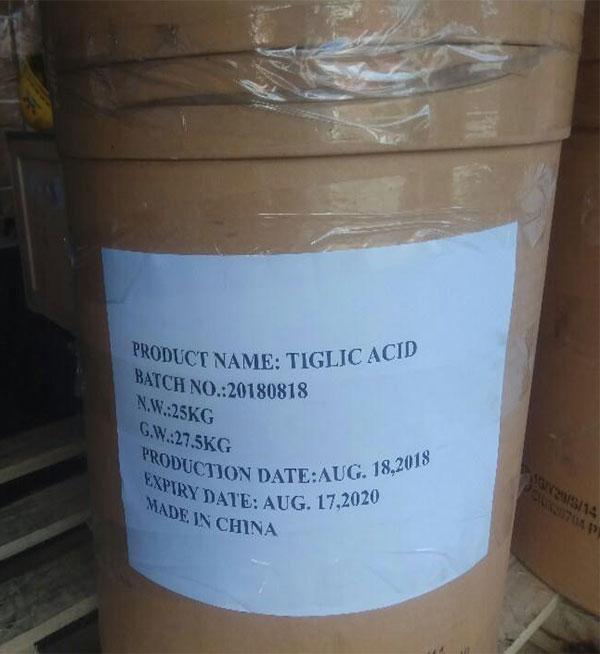 PRODUCT NAME: TIGLIC ACID
BATCH NO.:20180818
N.W.:25KG
G.W.:27.5KG
PRODUCTION DATE:AUG. 18,2018
EXPIRY DATE: AUG. 17,2020
MADE IN CHINA